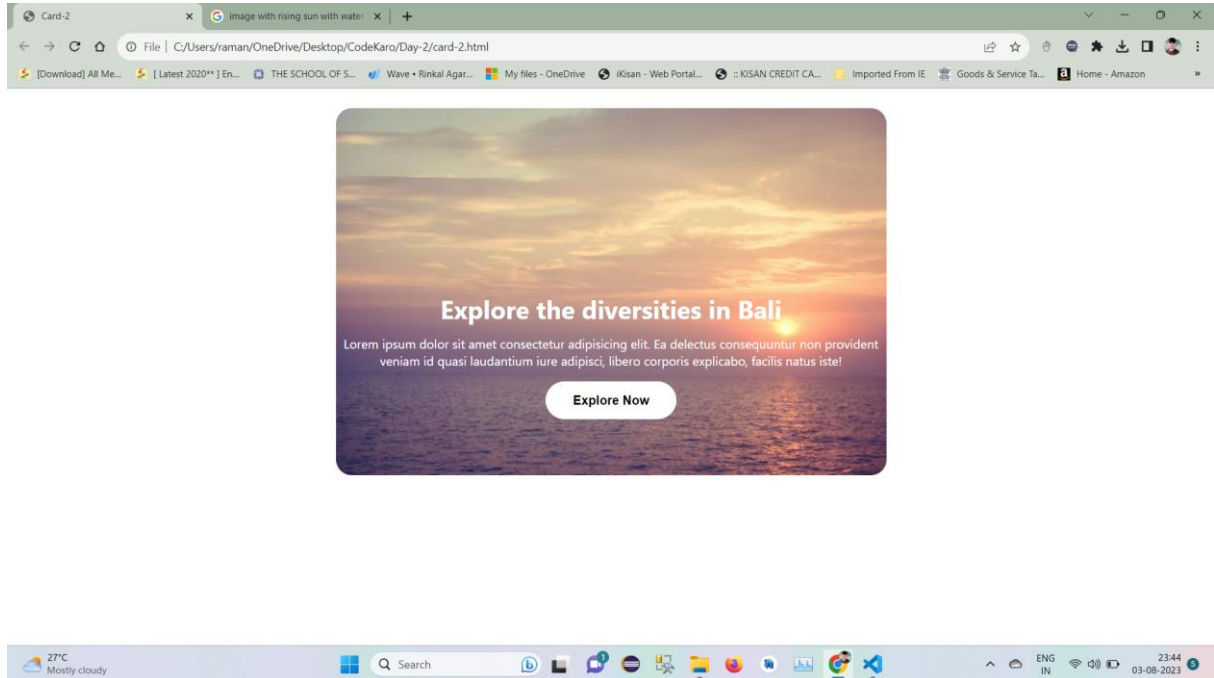 Card-2
image with rising sun with water
File
C:/Users/raman/OneDrive/Desktop/CodeKaro/Day-2/card-2.html
[Download] All Me...
[ Latest 2020** ] En...
THE SCHOOL OF S...
Wave • Rinkal Agar...
My files - OneDrive
iKisan - Web Portal...
:: KISAN CREDIT CA...
Imported From IE
Goods & Service Ta...
Home - Amazon
Explore the diversities in Bali
Lorem ipsum dolor sit amet consectetur adipisicing elit. Ea delectus consequuntur non provident
veniam id quasi laudantium iure adipisci, libero corporis explicabo, facilis natus iste!
Explore Now
27°C
Mostly cloudy
Search
ENG
IN
23:44
03-08-2023
5